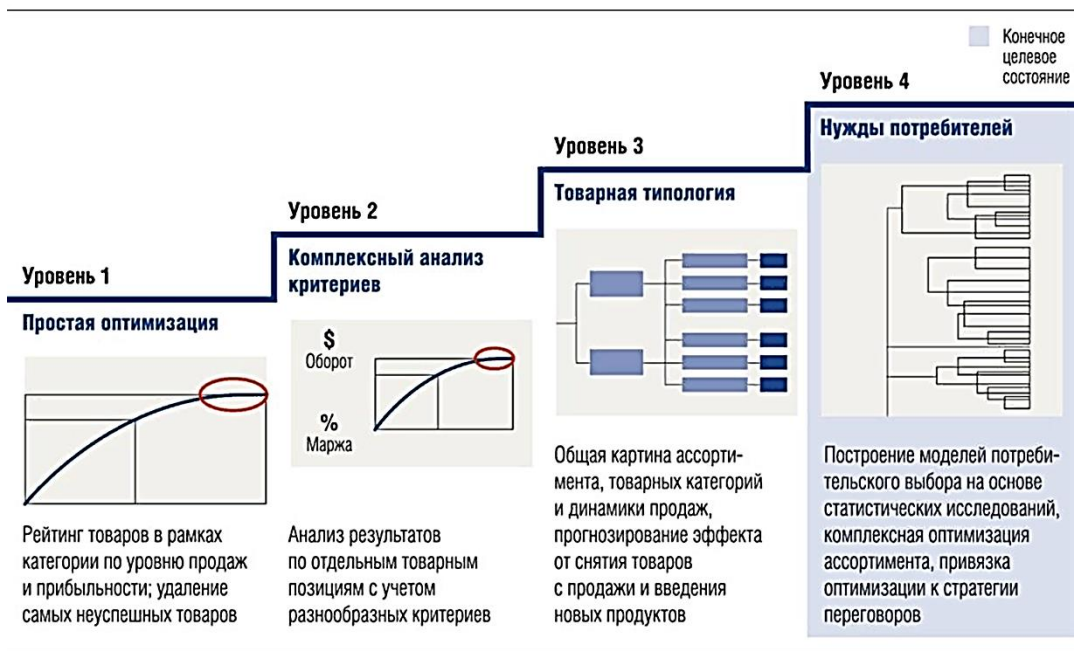 Конечное
целевое
состояние
Уровень 4
Нужды потребителей
Построение моделей потреби-
тельского выбора на основе
статистических исследований,
комплексная оптимизация
ассортимента, привязка
оптимизации к стратегии
переговоров
Уровень 3
Товарная типология
Общая картина ассорти-
мента, товарных категорий
и динамики продаж,
прогнозирование эффекта
от снятия товаров
с продажи и введения
новых продуктов
Уровень 2
Комплексный анализ
критериев
$
Оборот
%
Маржа
Анализ результатов
по отдельным товарным
позициям с учетом
разнообразных критериев
Уровень 1
Простая оптимизация
Рейтинг товаров в рамках
категории по уровню продаж
и прибыльности; удаление
самых неуспешных товаров